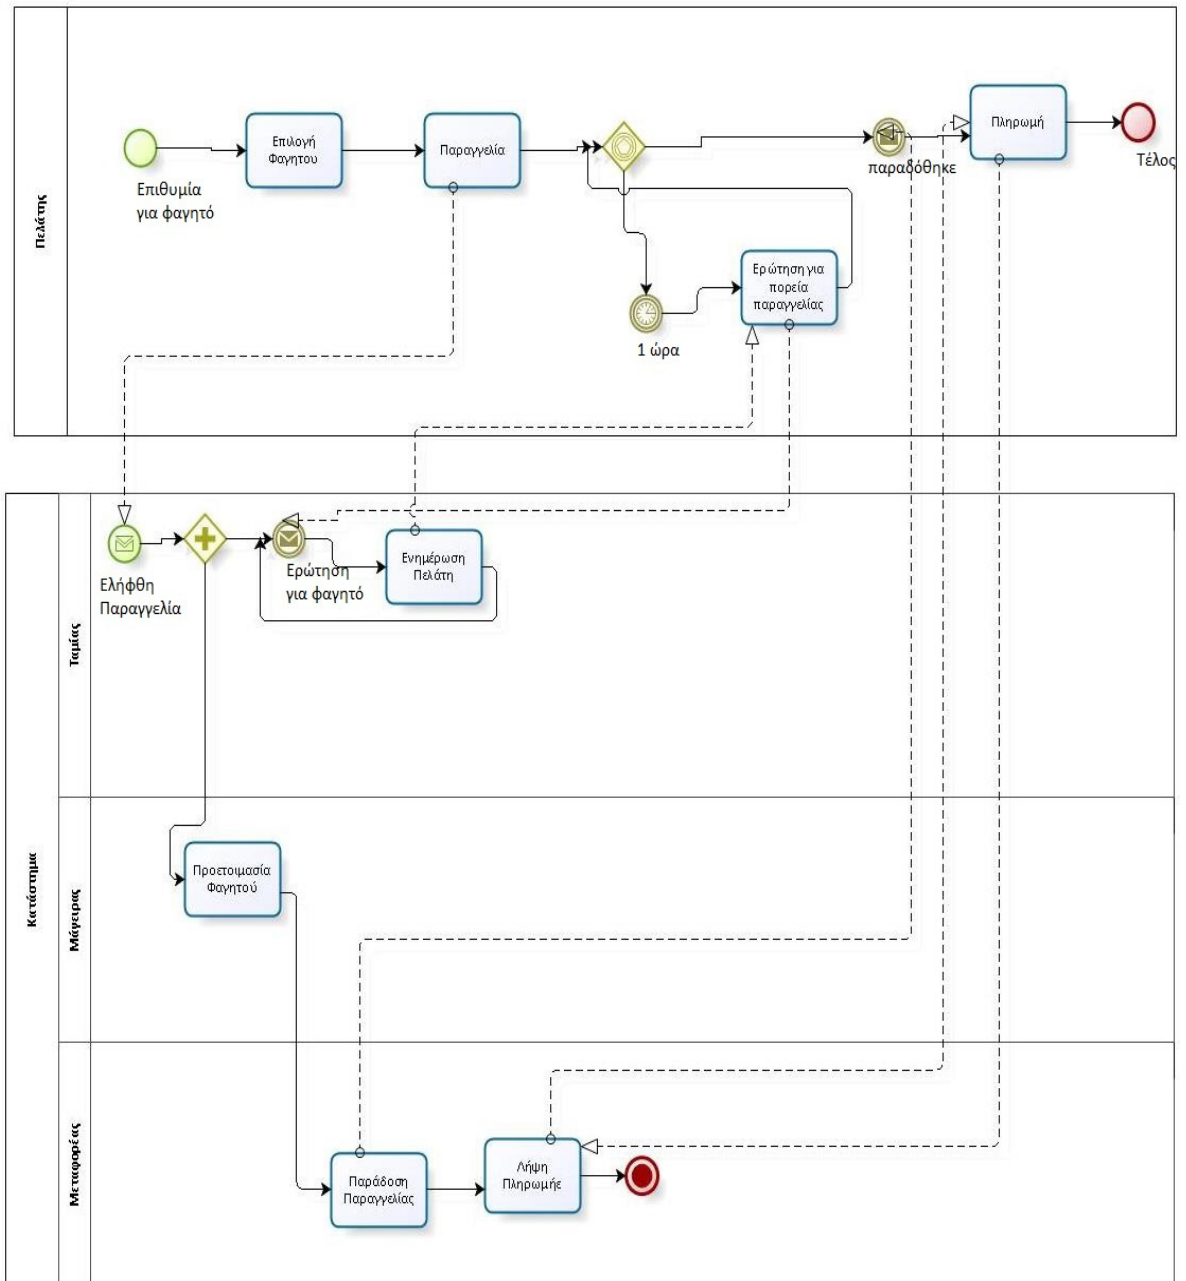 Πελάτης
Επιθυμία
για φαγητό
Επιλογή
Φαγητου
Παραγγελία
παραδόθηκε
Πληρωμή
Τέλος
1 ώρα
Ερώτηση για
πορεία
παραγγελίας
Κατάστημα
Ταμίας
Ελήφθη
Παραγγελία
Ερώτηση
για φαγητό
Ενημέρωση
Πελάτη
Μάγειρας
Προετοιμασία
Φαγητού
Μεταφορέας
Παράδοση
Παραγγελίας
Λήψη
Πληρωμήε